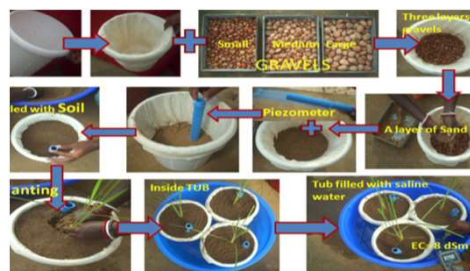 Three layers
gravels
Small Medium Large
GRAVELS
led with Soil
Piezometer
A layer of Sand
anting
Inside TUB
Tub filled with saline
water
EC=8 dSm